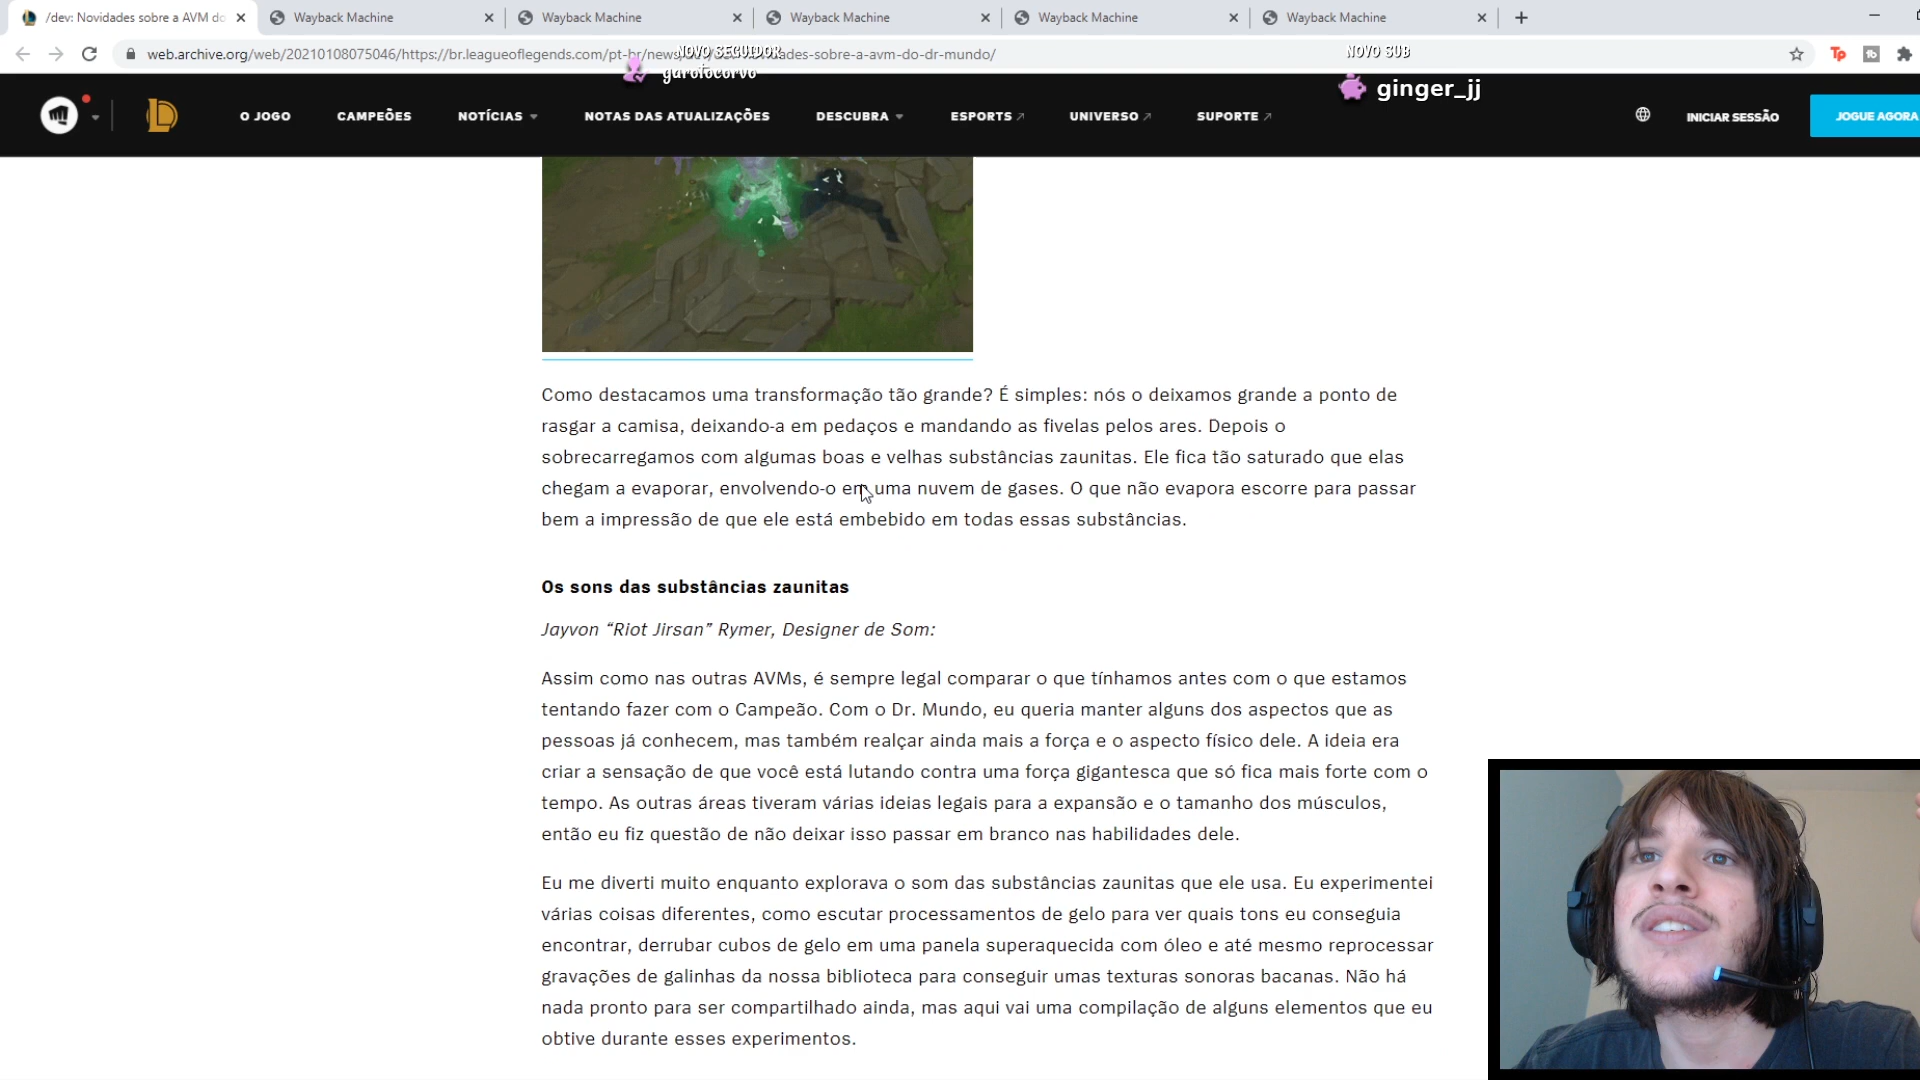 /dev: Novidades sobre a AVM do
Wayback Machine
Wayback Machine
Wayback Machine
Wayback Machine
Wayback Machine
web.archive.org/web/20210108075046/https://br.leagueoflegends.com/pt-br/news/
ades-sobre-a-avm-do-dr-mundo/
NOVO SEGUIDOR
garotocorvo
NOVO SUB
ginger_jj
O JOGO
CAMPEÕES
NOTÍCIAS
NOTAS DAS ATUALIZAÇÕES
DESCUBRA
ESPORTS
UNIVERSO
SUPORTE
INICIAR SESSÃO
JOGUE AGORA
Como destacamos uma transformação tão grande? É simples: nós o deixamos grande a ponto de
rasgar a camisa, deixando-a em pedaços e mandando as fivelas pelos ares. Depois o
sobrecarregamos com algumas boas e velhas substâncias zaunitas. Ele fica tão saturado que elas
chegam a evaporar, envolvendo-o em uma nuvem de gases. O que não evapora escorre para passar
bem a impressão de que ele está embebido em todas essas substâncias.
Os sons das substâncias zaunitas
Jayvon “Riot Jirsan” Rymer, Designer de Som:
Assim como nas outras AVMs, é sempre legal comparar o que tínhamos antes com o que estamos
tentando fazer com o Campeão. Com o Dr. Mundo, eu queria manter alguns dos aspectos que as
pessoas já conhecem, mas também realçar ainda mais a força e o aspecto físico dele. A ideia era
criar a sensação de que você está lutando contra uma força gigantesca que só fica mais forte com o
tempo. As outras áreas tiveram várias ideias legais para a expansão e o tamanho dos músculos,
então eu fiz questão de não deixar isso passar em branco nas habilidades dele.
Eu me diverti muito enquanto explorava o som das substâncias zaunitas que ele usa. Eu experimentei
várias coisas diferentes, como escutar processamentos de gelo para ver quais tons eu conseguia
encontrar, derrubar cubos de gelo em uma panela superaquecida com óleo e até mesmo reprocessar
gravações de galinhas da nossa biblioteca para conseguir umas texturas sonoras bacanas. Não há
nada pronto para ser compartilhado ainda, mas aqui vai uma compilação de alguns elementos que eu
obtive durante esses experimentos.